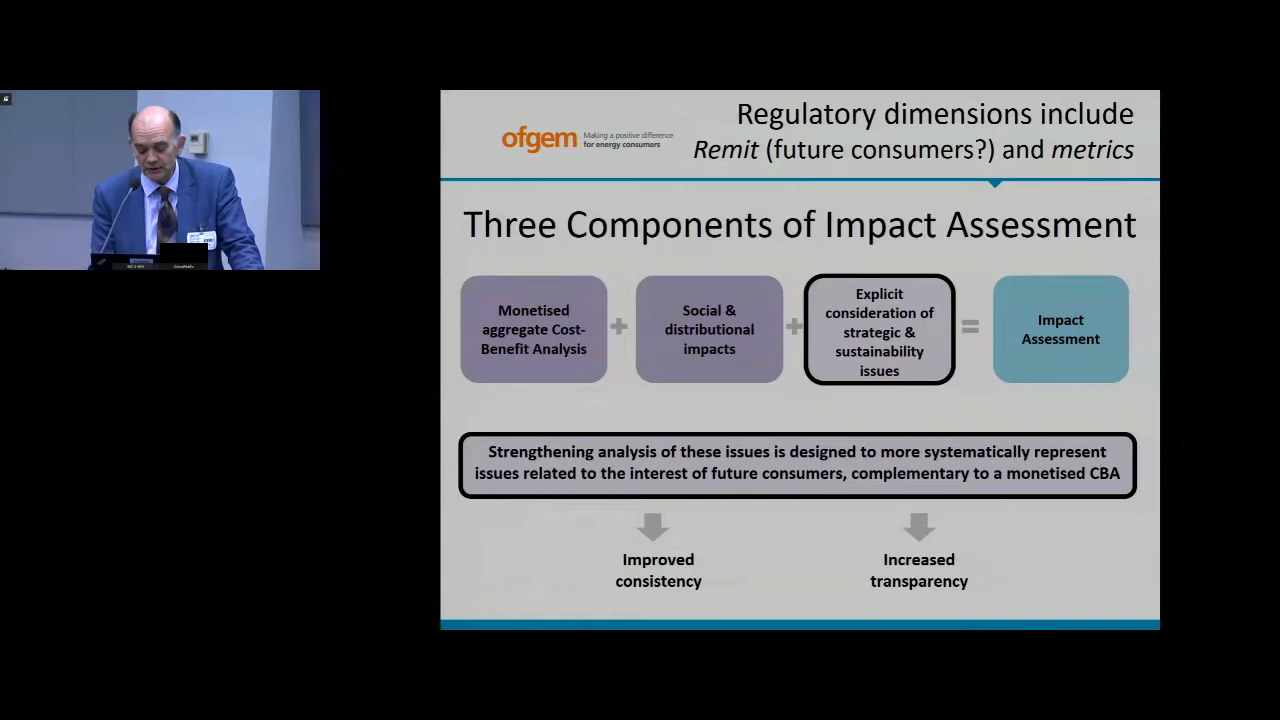 Regulatory dimensions include
Remit (future consumers?) and metrics
ofgem
Making a positive difference
for energy consumers
Three Components of Impact Assessment
Monetised
aggregate Cost-
Benefit Analysis
+
Social &
distributional
impacts
+
Explicit
consideration of
strategic &
sustainability
issues
=
Impact
Assessment
Strengthening analysis of these issues is designed to more systematically represent
issues related to the interest of future consumers, complementary to a monetised CBA
Improved
consistency
Increased
transparency